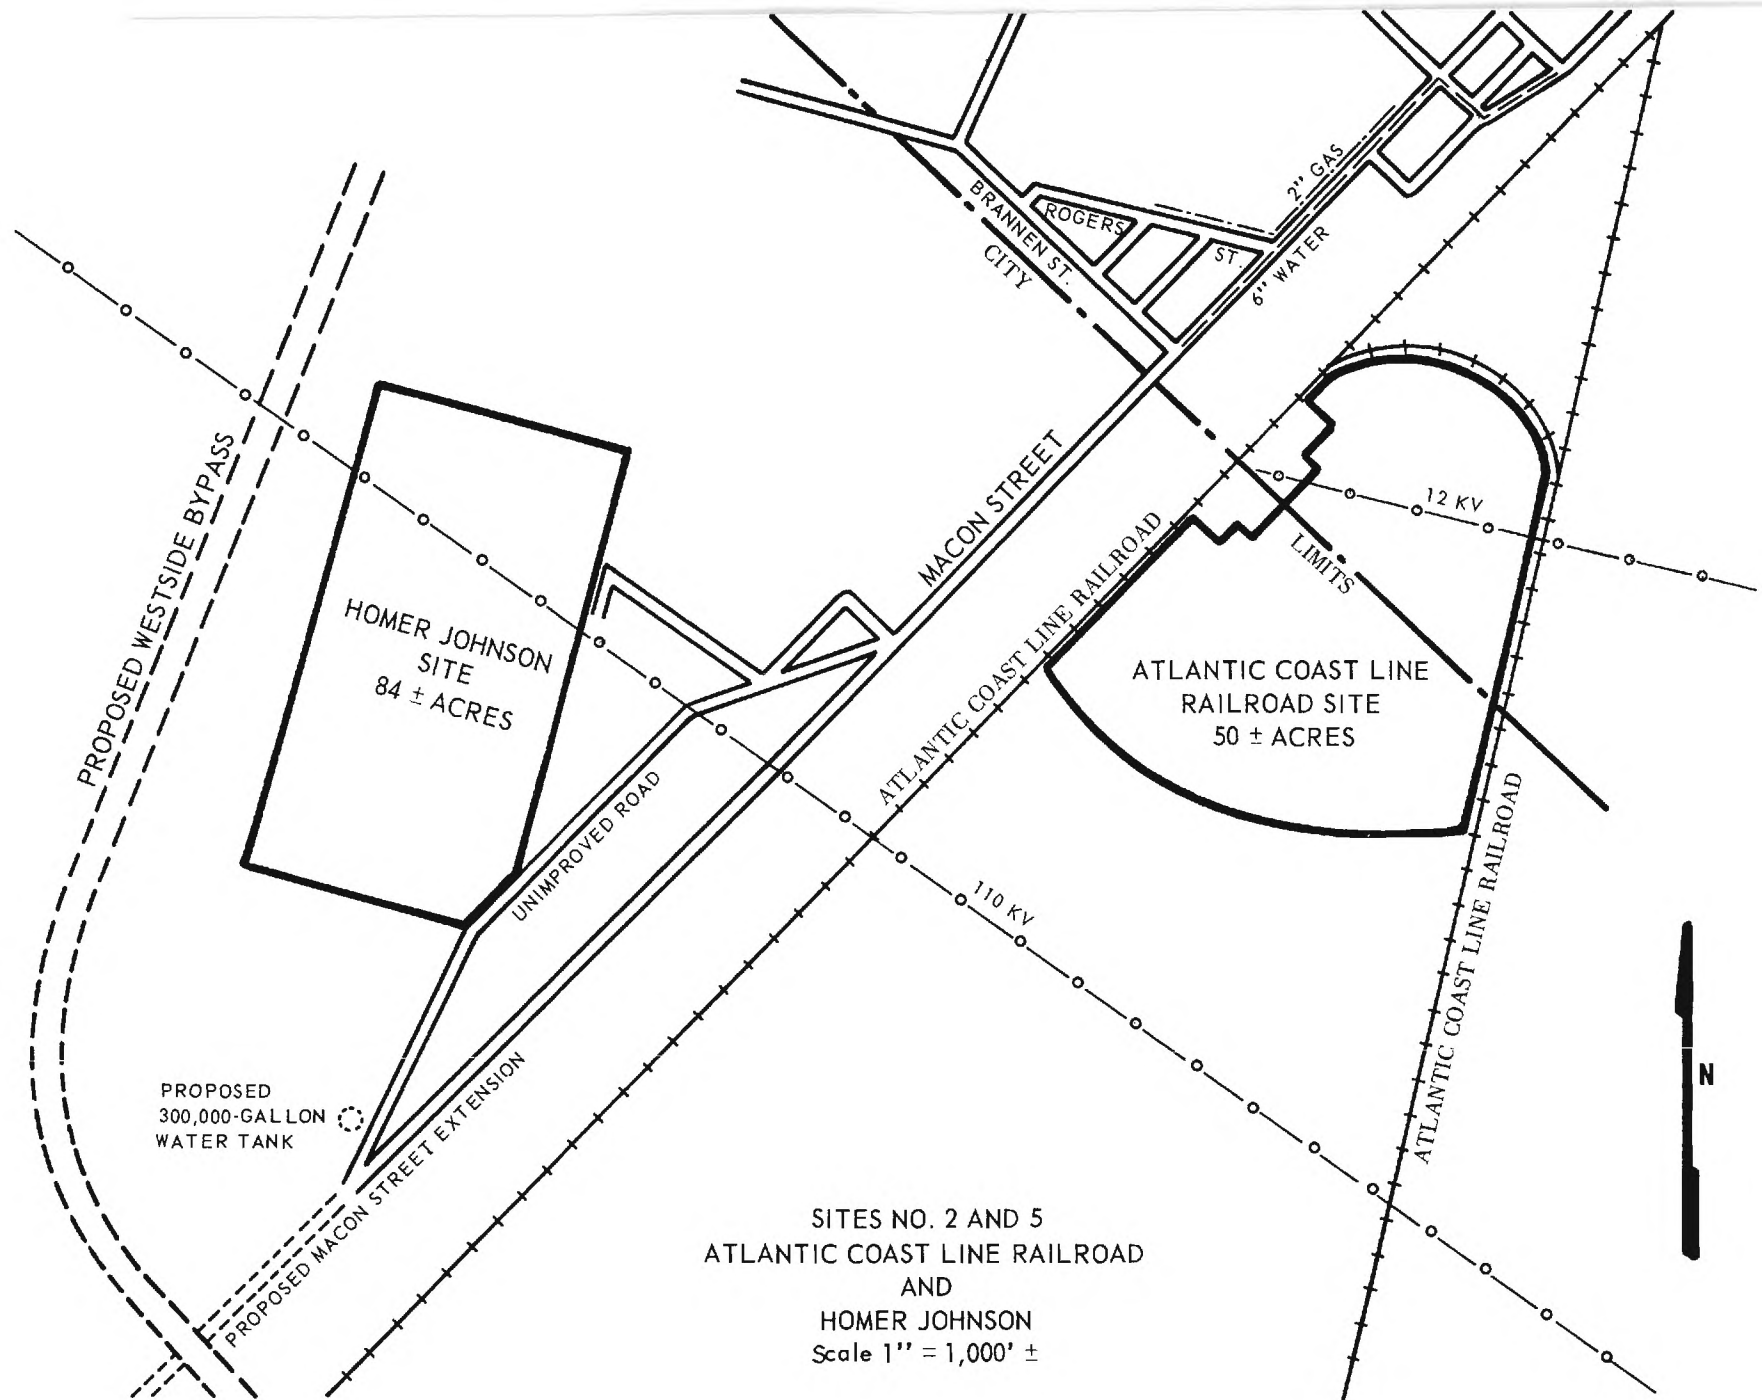 2" GAS
BRANNEN ST.
ROGERS
ST.
CITY
6" WATER
PROPOSED WESTSIDE BYPASS
MACON STREET
12 KV
LIMITS
HOMER JOHNSON
SITE
84 ± ACRES
ATLANTIC COAST LINE RAILROAD
ATLANTIC COAST LINE
RAILROAD SITE
50 ± ACRES
UNIMPROVED ROAD
110 KV
ATLANTIC COAST LINE RAILROAD
N
PROPOSED
300,000-GALLON
WATER TANK
PROPOSED MACON STREET EXTENSION
SITES NO. 2 AND 5
ATLANTIC COAST LINE RAILROAD
AND
HOMER JOHNSON
Scale 1'' = 1,000' ±